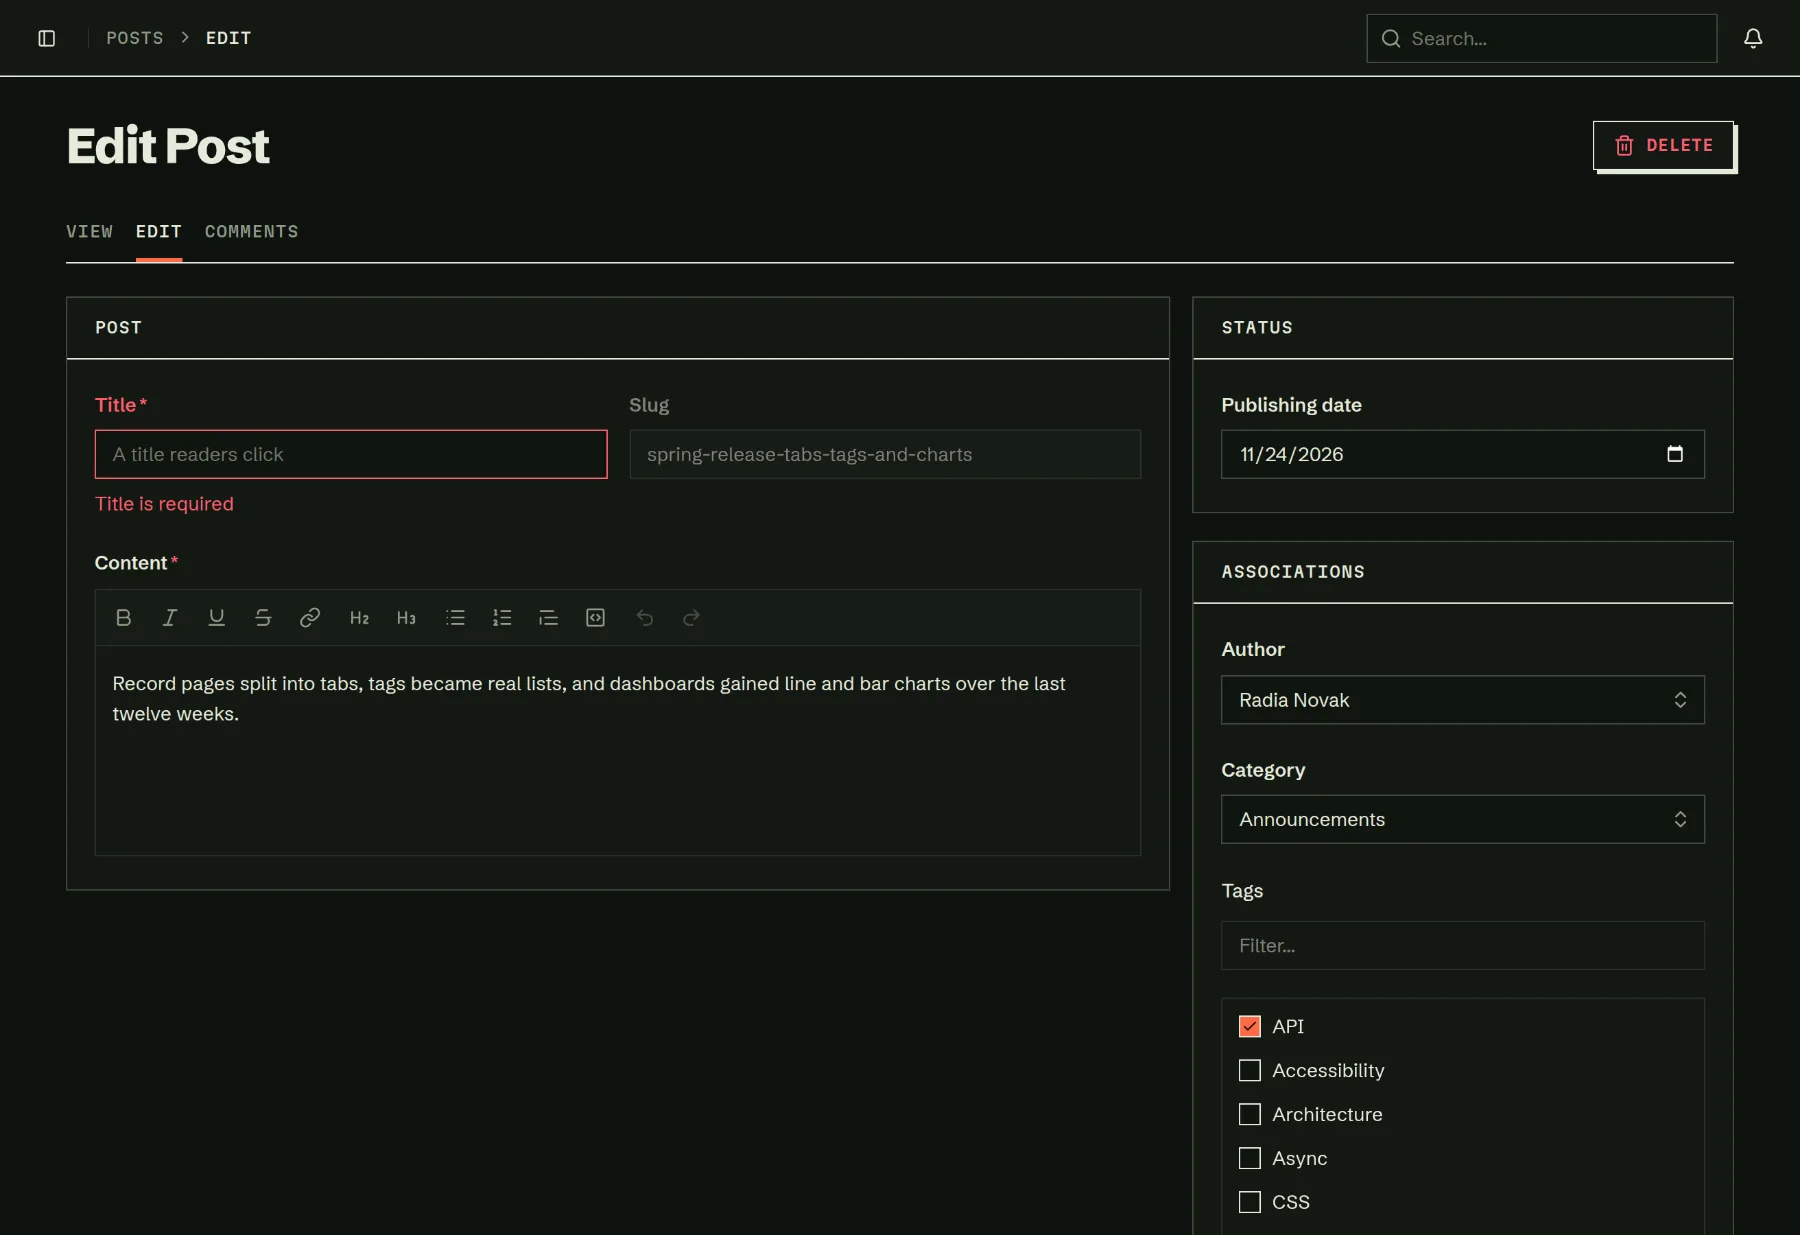 POSTS > EDIT
Search...
Edit Post
DELETE
VIEW EDIT COMMENTS
POST
Title*
Slug
A title readers click
spring-release-tabs-tags-and-charts
Title is required
Content*
H2 H3
Record pages split into tabs, tags became real lists, and dashboards gained line and bar charts over the last
twelve weeks.
STATUS
Publishing date
11/24/2026
ASSOCIATIONS
Author
Radia Novak
Category
Announcements
Tags
Filter...
API
Accessibility
Architecture
Async
CSS